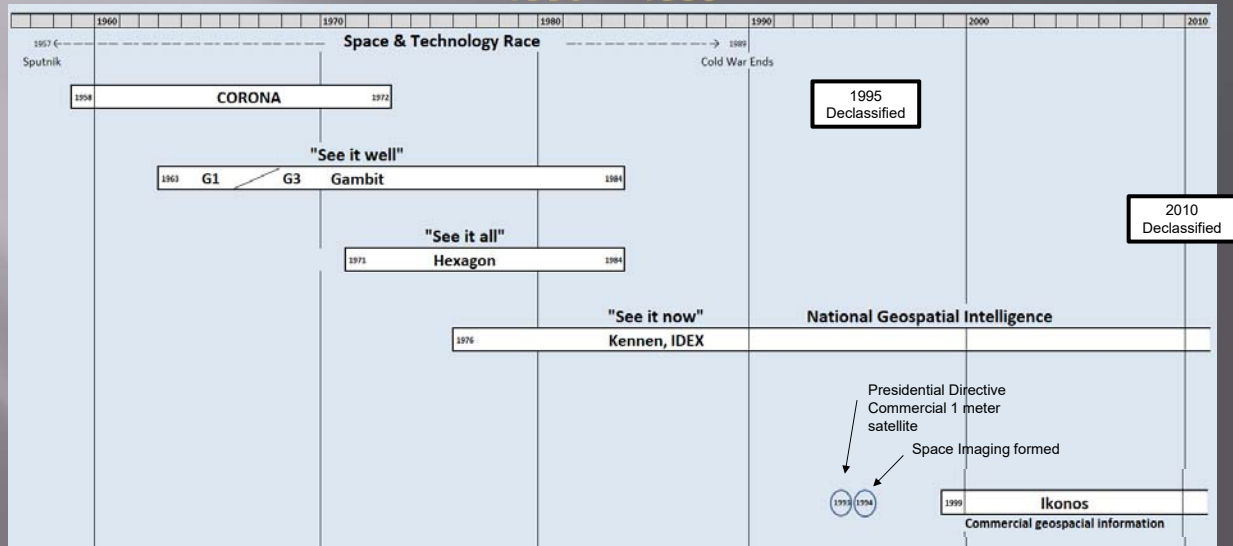 1960 1970 1980 1990 2000 2010
1957 Space & Technology Race 1989
Sputnik Cold War Ends
1958 CORONA 1972
1995
Declassified
"See it well"
1963 G1 G3 Gambit 1984
2010
Declassified
"See it all"
1971 Hexagon 1984
"See it now" National Geospatial Intelligence
1976 Kennen, IDEX
Presidential Directive
Commercial 1 meter
satellite
Space Imaging formed
1993 1994 1999 Ikonos
Commercial geospacial information